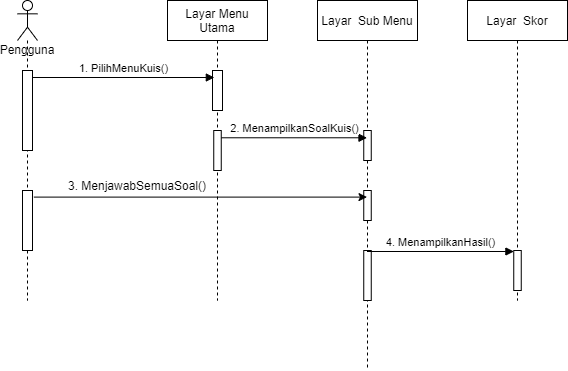 Pengguna
Layar Menu
Utama
Layar  Sub Menu
Layar  Skor
1. PilihMenuKuis()
2. MenampilkanSoalKuis()
3. MenjawabSemuaSoal()
4. MenampilkanHasil()